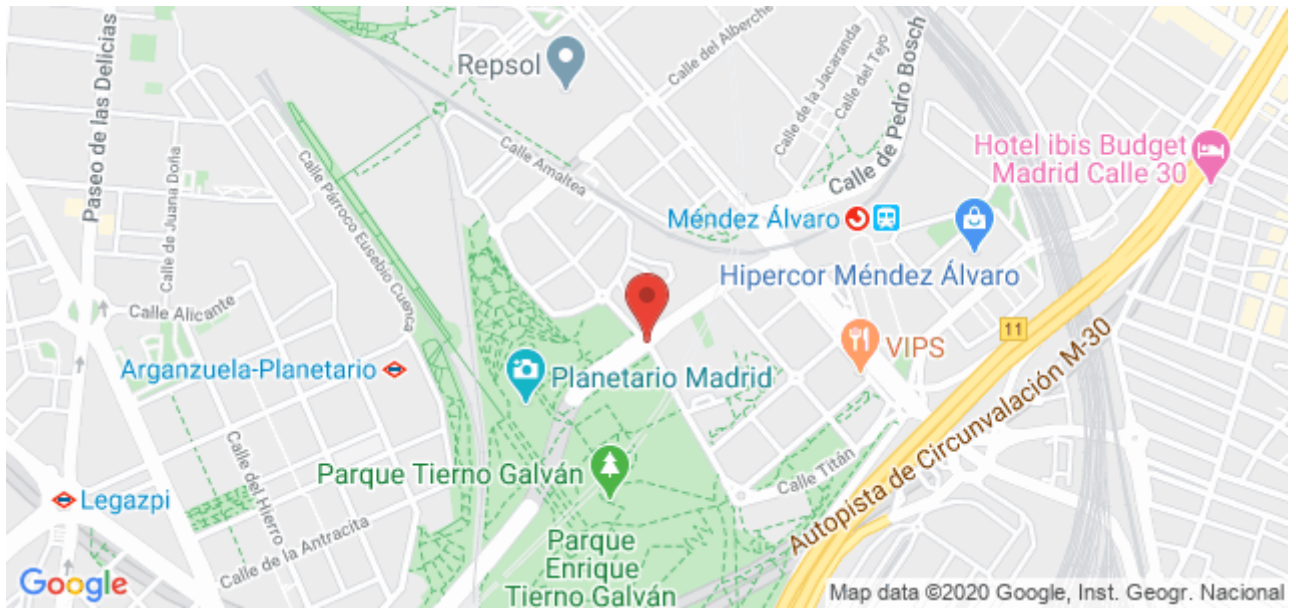 Paseo de las Delicias
Repsol
Calle del Alberche
Calle de la Jacaranda
Calle del Tejo
Calle de Pedro Bosch
Hotel ibis Budget
Madrid Calle 30
Calle Párroco Eusebio Cuenca
Calle de Juana Doña
Calle Amaltea
Méndez Álvaro
Hipercor Méndez Álvaro
Calle Alicante
11
VIPS
Arganzuela-Planetario
Planetario Madrid
Autopista de Circunvalación M-30
Parque Tierno Galván
Calle Titán
Legazpi
Calle del Hierro
Calle de la Antracita
Parque
Enrique
Tierno Galván
Google
Map data ©2020 Google, Inst. Geogr. Nacional